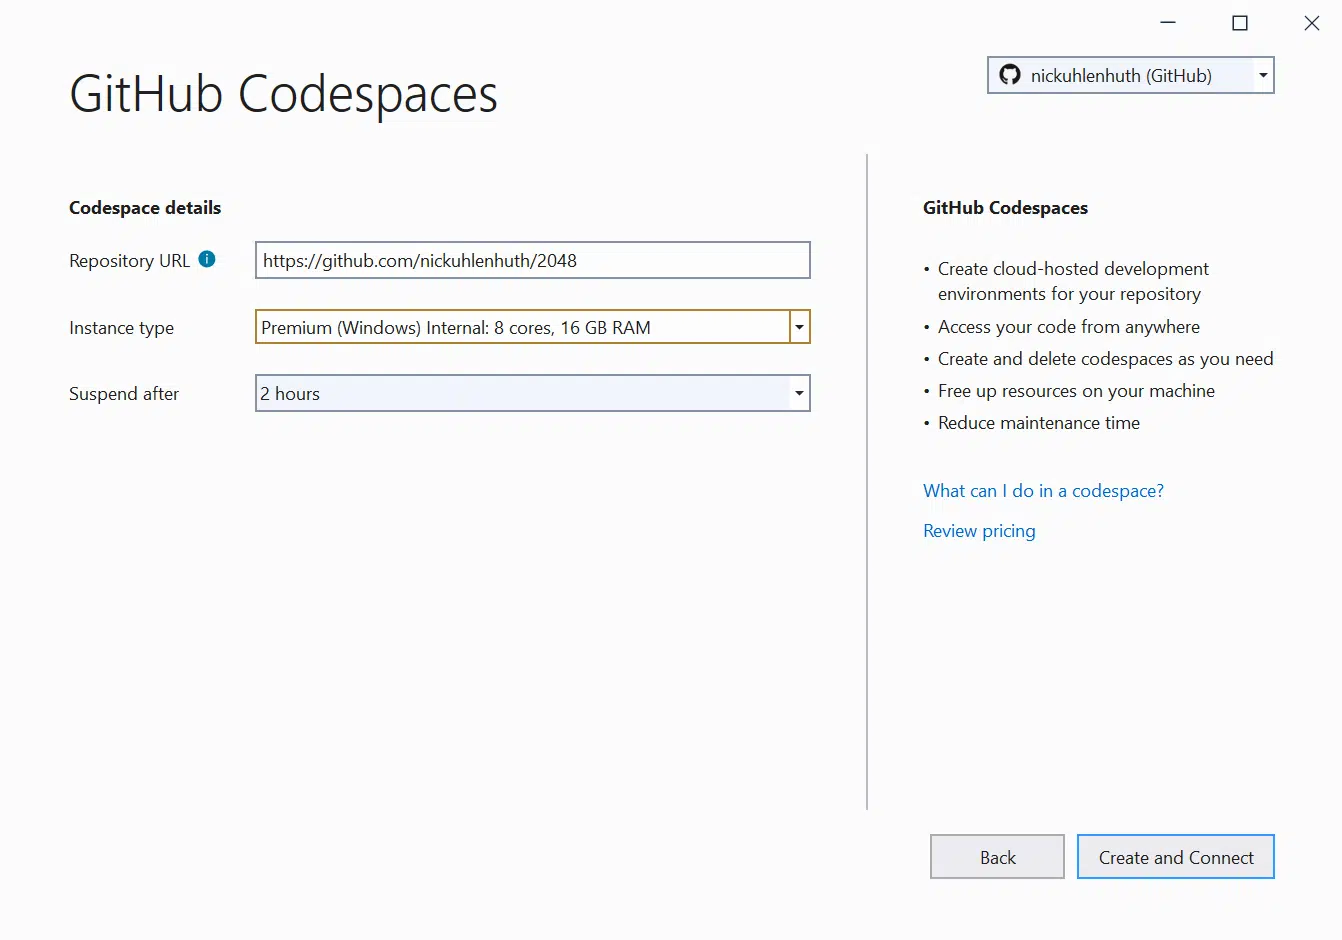 nickuhlenhuth (GitHub)
GitHub Codespaces
Codespace details
Repository URL
https://github.com/nickuhlenhuth/2048
Instance type
Premium (Windows) Internal: 8 cores, 16 GB RAM
Suspend after
2 hours
GitHub Codespaces
• Create cloud-hosted development
environments for your repository
• Access your code from anywhere
• Create and delete codespaces as you need
• Free up resources on your machine
• Reduce maintenance time
What can I do in a codespace?
Review pricing
Back
Create and Connect